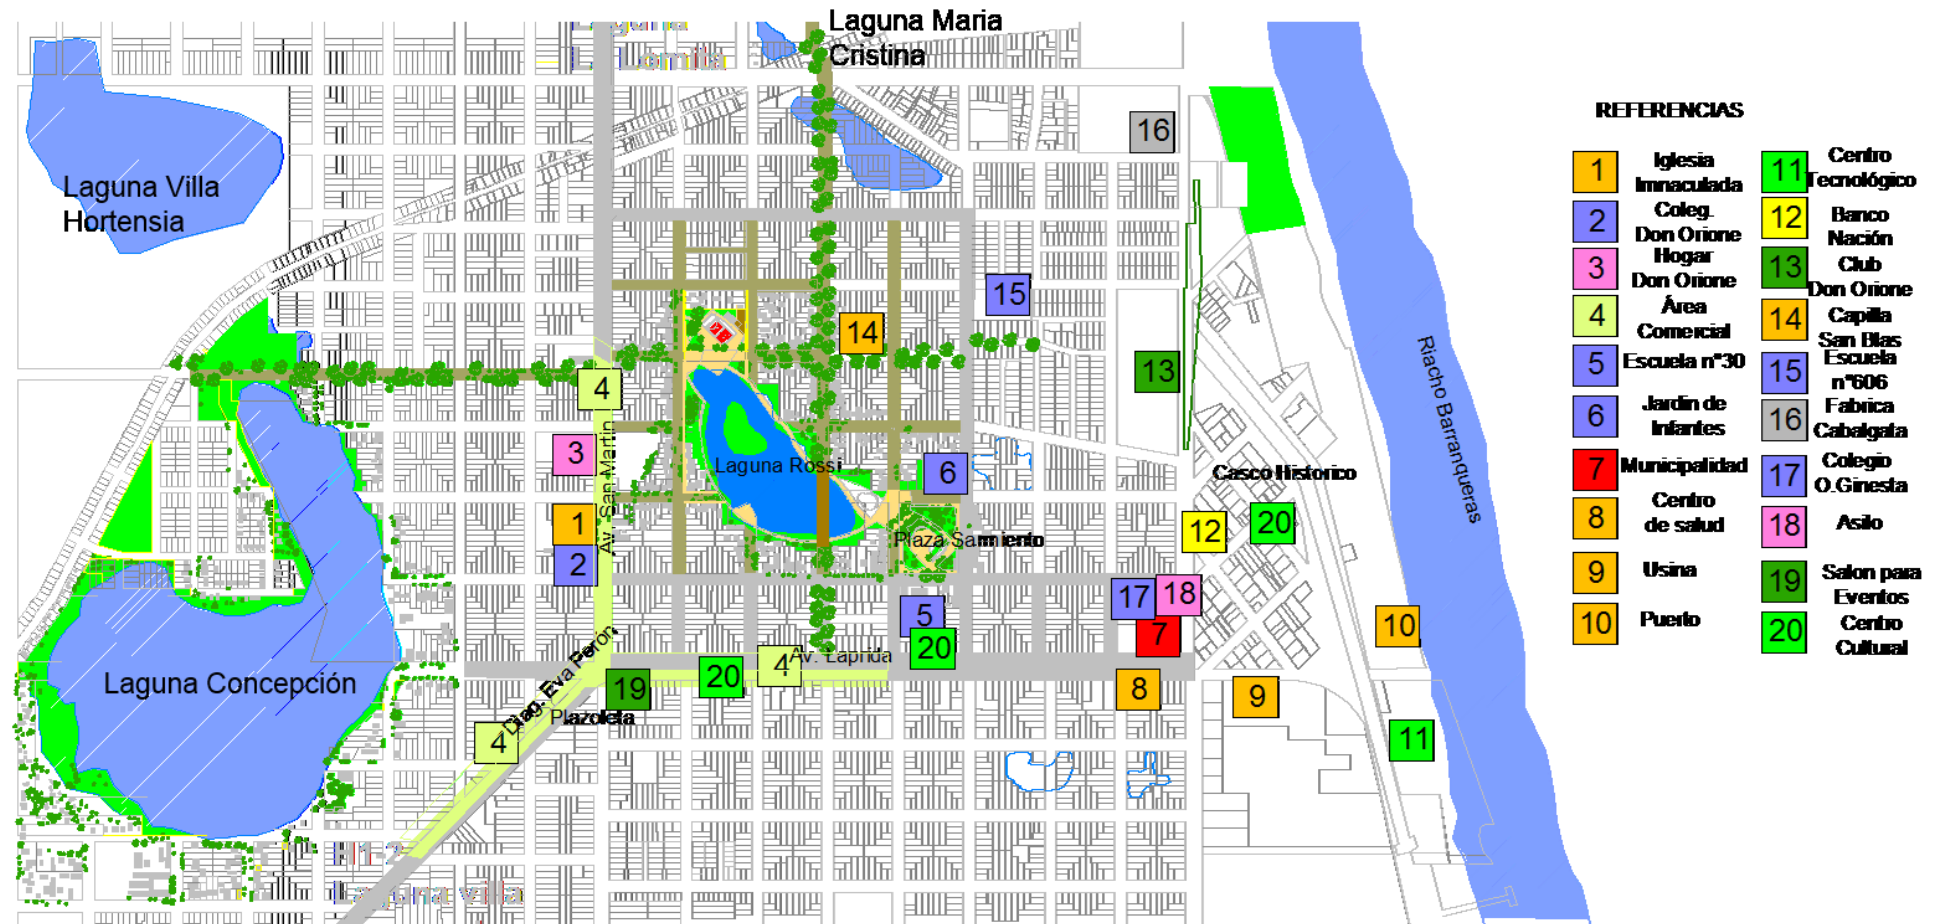 Laguna Maria
Cristina
Laguna Villa
Hortensia
16
15
14
13
4
Av. San Martin
3
Laguna Rossi
6
Casco Historico
1
Plaza Sarmiento
12
20
2
17
18
5
7
20
10
Riacho Barranqueras
Av. Laprida
4
Diag. Eva Perón
19
20
8
9
Laguna Concepción
Plazoleta
4
11
Laguna villa
REFERENCIAS
1 Iglesia
Imnaculada
2 Coleg.
Don Orione
3 Hogar
Don Orione
4 Área
Comercial
5 Escuela n°30
6 Jardin de
Infantes
7 Municipalidad
8 Centro
de salud
9 Usina
10 Puerto
11 Centro
Tecnológico
12 Banco
Nación
13 Club
Don Orione
14 Capilla
San Blas
15 Escuela
n°606
16 Fabrica
Cabalgata
17 Colegio
O.Ginesta
18 Asilo
19 Salon para
Eventos
20 Centro
Cultural